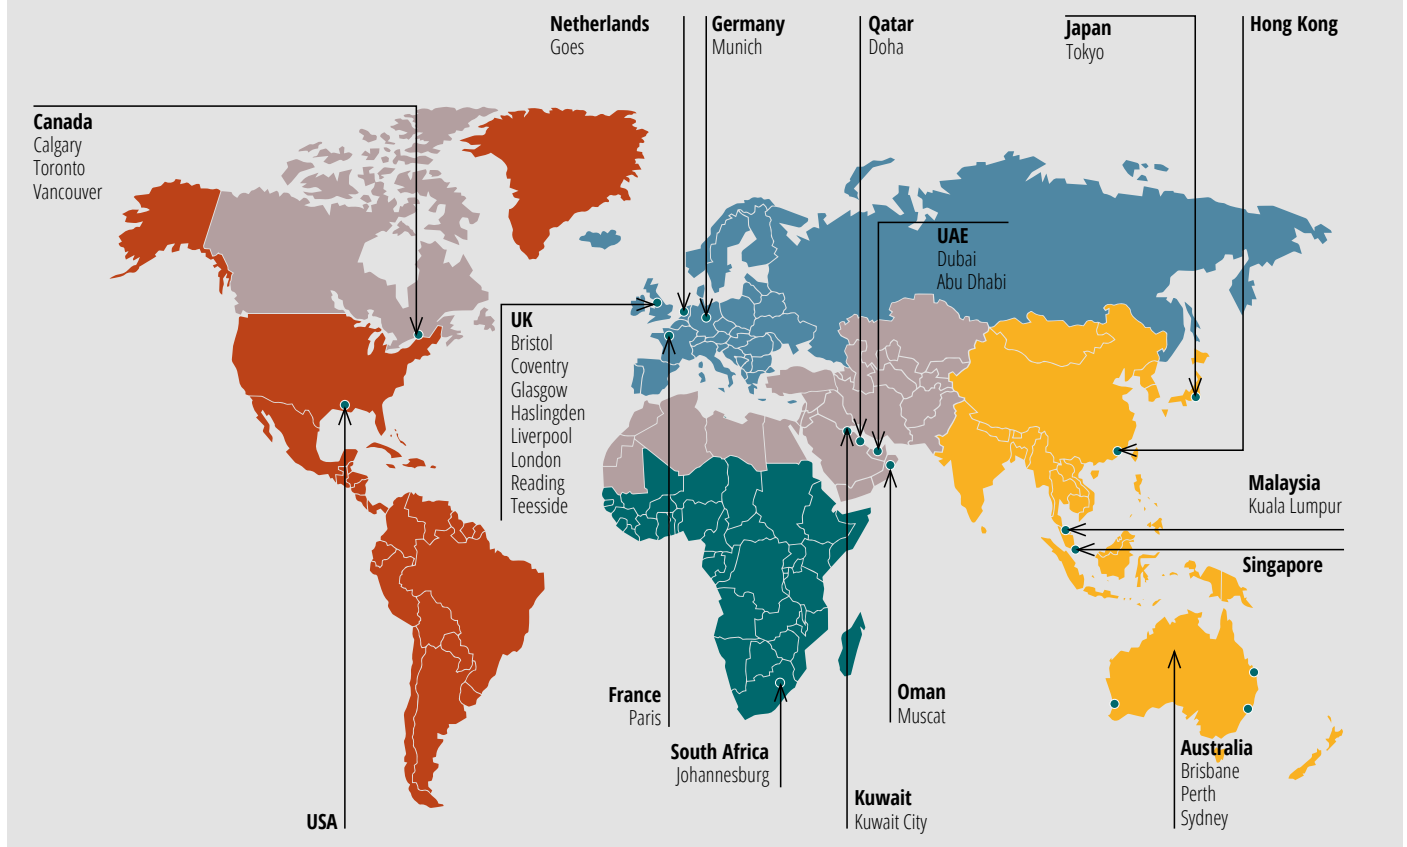 Netherlands
Goes
Germany
Munich
Qatar
Doha
Japan
Tokyo
Hong Kong
Canada
Calgary
Toronto
Vancouver
UAE
Dubai
Abu Dhabi
UK
Bristol
Coventry
Glasgow
Haslingden
Liverpool
London
Reading
Teesside
Malaysia
Kuala Lumpur
Singapore
France
Paris
Oman
Muscat
South Africa
Johannesburg
Australia
Brisbane
Perth
Sydney
Kuwait
Kuwait City
USA